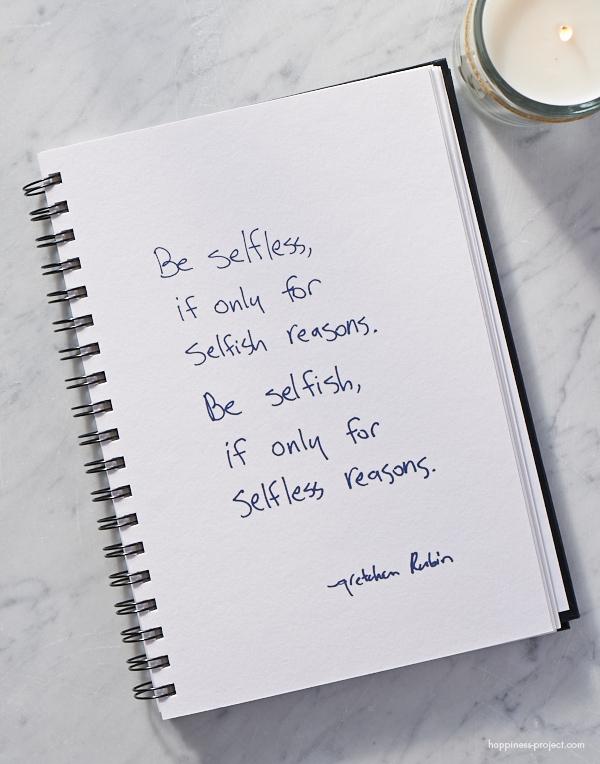 Be selfless,
if only for
selfish reasons.
Be selfish,
if only for
selfless reasons.
-gretchen Rubin
happiness-project.com